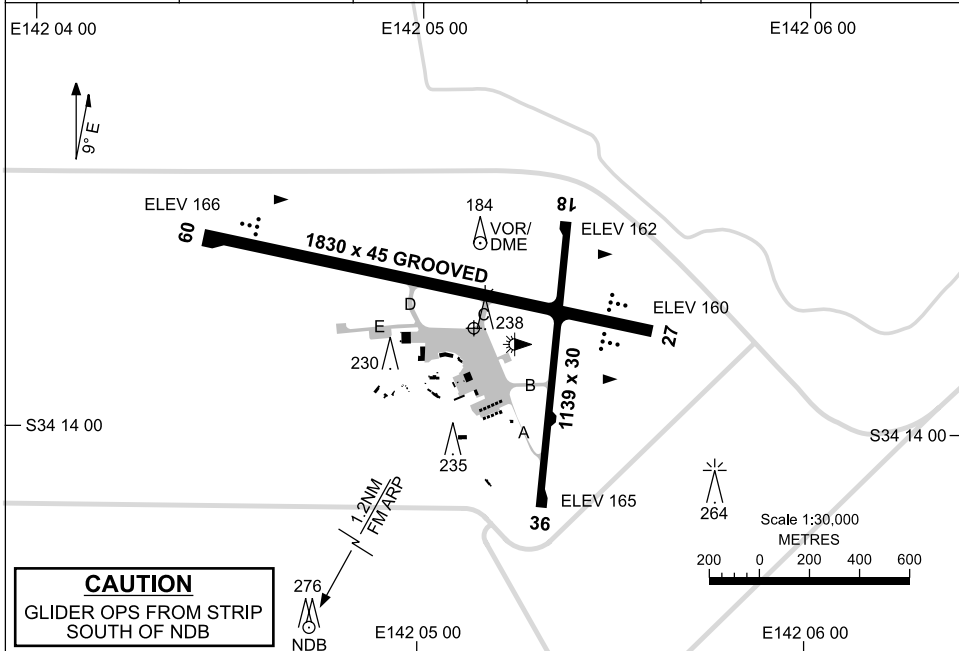 E142 04 00
E142 05 00
E142 06 00
9° E
ELEV 166
184
18
ELEV 162
VOR/
DME
09
1830 x 45 GROOVED
ELEV 160
D
C
238
27
E
230
B
1139 x 30
S34 14 00
A
S34 14 00
235
1.2NM
FM ARP
ELEV 165
36
264
Scale 1:30,000
METRES
200 0 200 400 600
CAUTION
GLIDER OPS FROM STRIP
SOUTH OF NDB
276
NDB
E142 05 00
E142 06 00